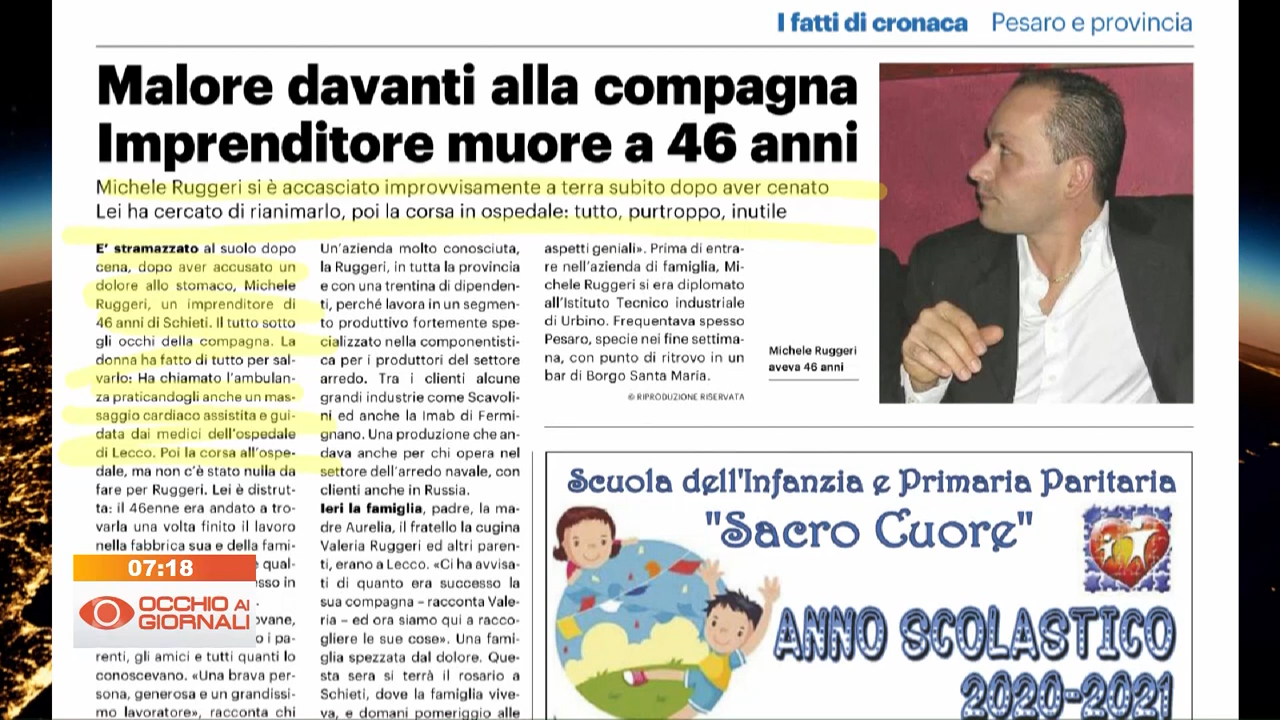 I fatti di cronaca Pesaro e provincia
Malore davanti alla compagna
Imprenditore muore a 46 anni
Michele Ruggeri si è accasciato improvvisamente a terra subito dopo aver cenato
Lei ha cercato di rianimarlo, poi la corsa in ospedale: tutto, purtroppo, inutile
E' stramazzato al suolo dopo
cena, dopo aver accusato un
dolore allo stomaco, Michele
Ruggeri, un imprenditore di
46 anni di Schieti. Il tutto sotto
gli occhi della compagna. La
donna ha fatto di tutto per sal-
varlo: Ha chiamato l'ambulan-
za praticandogli anche un mas-
saggio cardiaco assistita e gui-
data dai medici dell'ospedale
di Lecco. Poi la corsa all'ospe-
dale, ma non c'è stato nulla da
fare per Ruggeri. Lei è distrut-
ta: il 46enne era andato a tro-
varla una volta finito il lavoro
nella fabbrica sua e della fami-
qual-
sso in
ovane,
o i pa-
renti, gli amici e tutti quanti lo
conoscevano. «Una brava per-
sona, generosa e un grandissi-
mo lavoratore», racconta chi
Un'azienda molto conosciuta,
la Ruggeri, in tutta la provincia
e con una trentina di dipenden-
ti, perché lavora in un segmen-
to produttivo fortemente spe-
cializzato nella componentisti-
ca per i produttori del settore
arredo. Tra i clienti alcune
grandi industrie come Scavoli-
ni ed anche la Imab di Fermi-
gnano. Una produzione che an-
dava anche per chi opera nel
settore dell'arredo navale, con
clienti anche in Russia.
Ieri la famiglia, padre, la ma-
dre Aurelia, il fratello la cugina
Valeria Ruggeri ed altri paren-
ti, erano a Lecco. «Ci ha avvisa-
ti di quanto era successo la
sua compagna – racconta Vale-
ria – ed ora siamo qui a racco-
gliere le sue cose». Una fami-
glia spezzata dal dolore. Que-
sta sera si terrà il rosario a
Schieti, dove la famiglia vive-
va, e domani pomeriggio alle
aspetti geniali». Prima di entra-
re nell'azienda di famiglia, Mi-
chele Ruggeri si era diplomato
all'Istituto Tecnico industriale
di Urbino. Frequentava spesso
Pesaro, specie nei fine settima-
na, con punto di ritrovo in un
bar di Borgo Santa Maria.
© RIPRODUZIONE RISERVATA
Michele Ruggeri
aveva 46 anni
Scuola dell'Infanzia e Primaria Paritaria
"Sacro Cuore"
ANNO SCOLASTICO
2020-2021
07:18
OCCHIO AI
GIORNALI